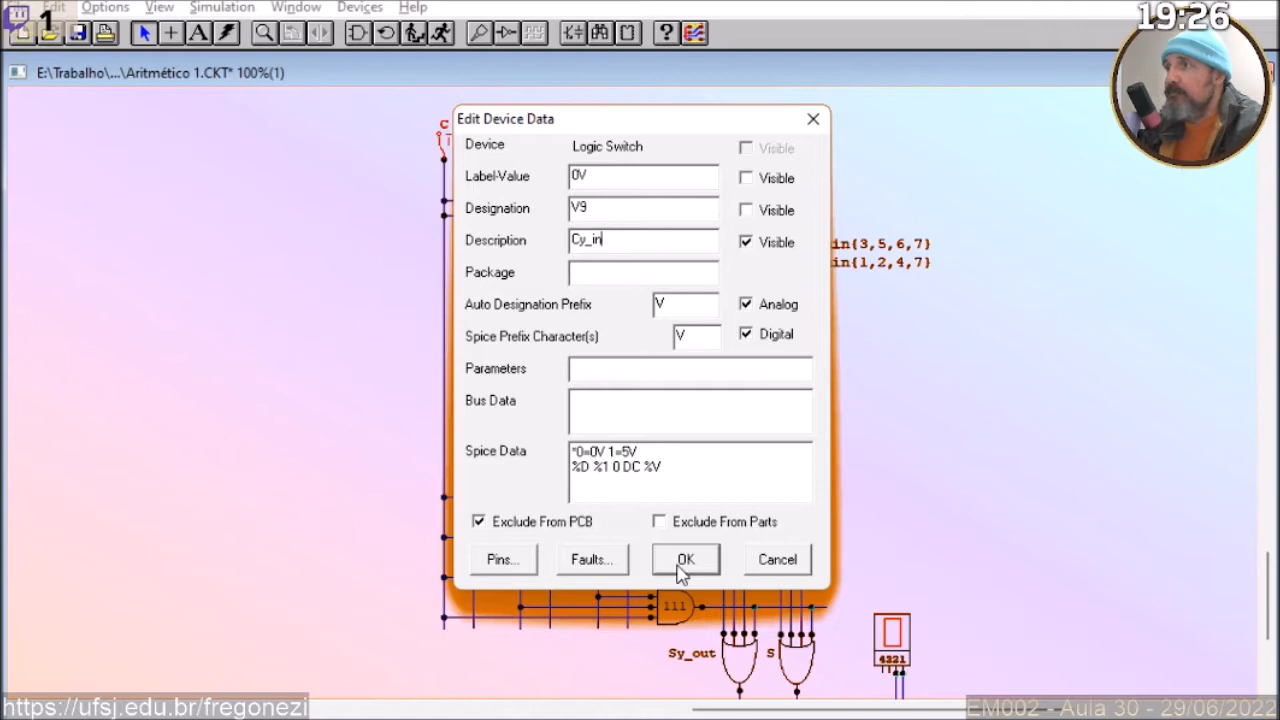 1
Edit Options View Simulation Window Devices Help
19:26
E:\Trabalho\...\Aritmético 1.CKT* 100%(1)
C
Edit Device Data
Device Logic Switch Visible
Label-Value 0V Visible
Designation V9 Visible
Description Cy_in Visible
Package
Auto Designation Prefix V Analog
Spice Prefix Character(s) V Digital
Parameters
Bus Data
Spice Data *0=0V 1=5V
%D %1 0 DC %V
Exclude From PCB Exclude From Parts
Pins... Faults... OK Cancel
in{3,5,6,7}
in{1,2,4,7}
111
Sy_out S
4321
https://ufsj.edu.br/fregonezi
EM002 - Aula 30 - 29/06/2022